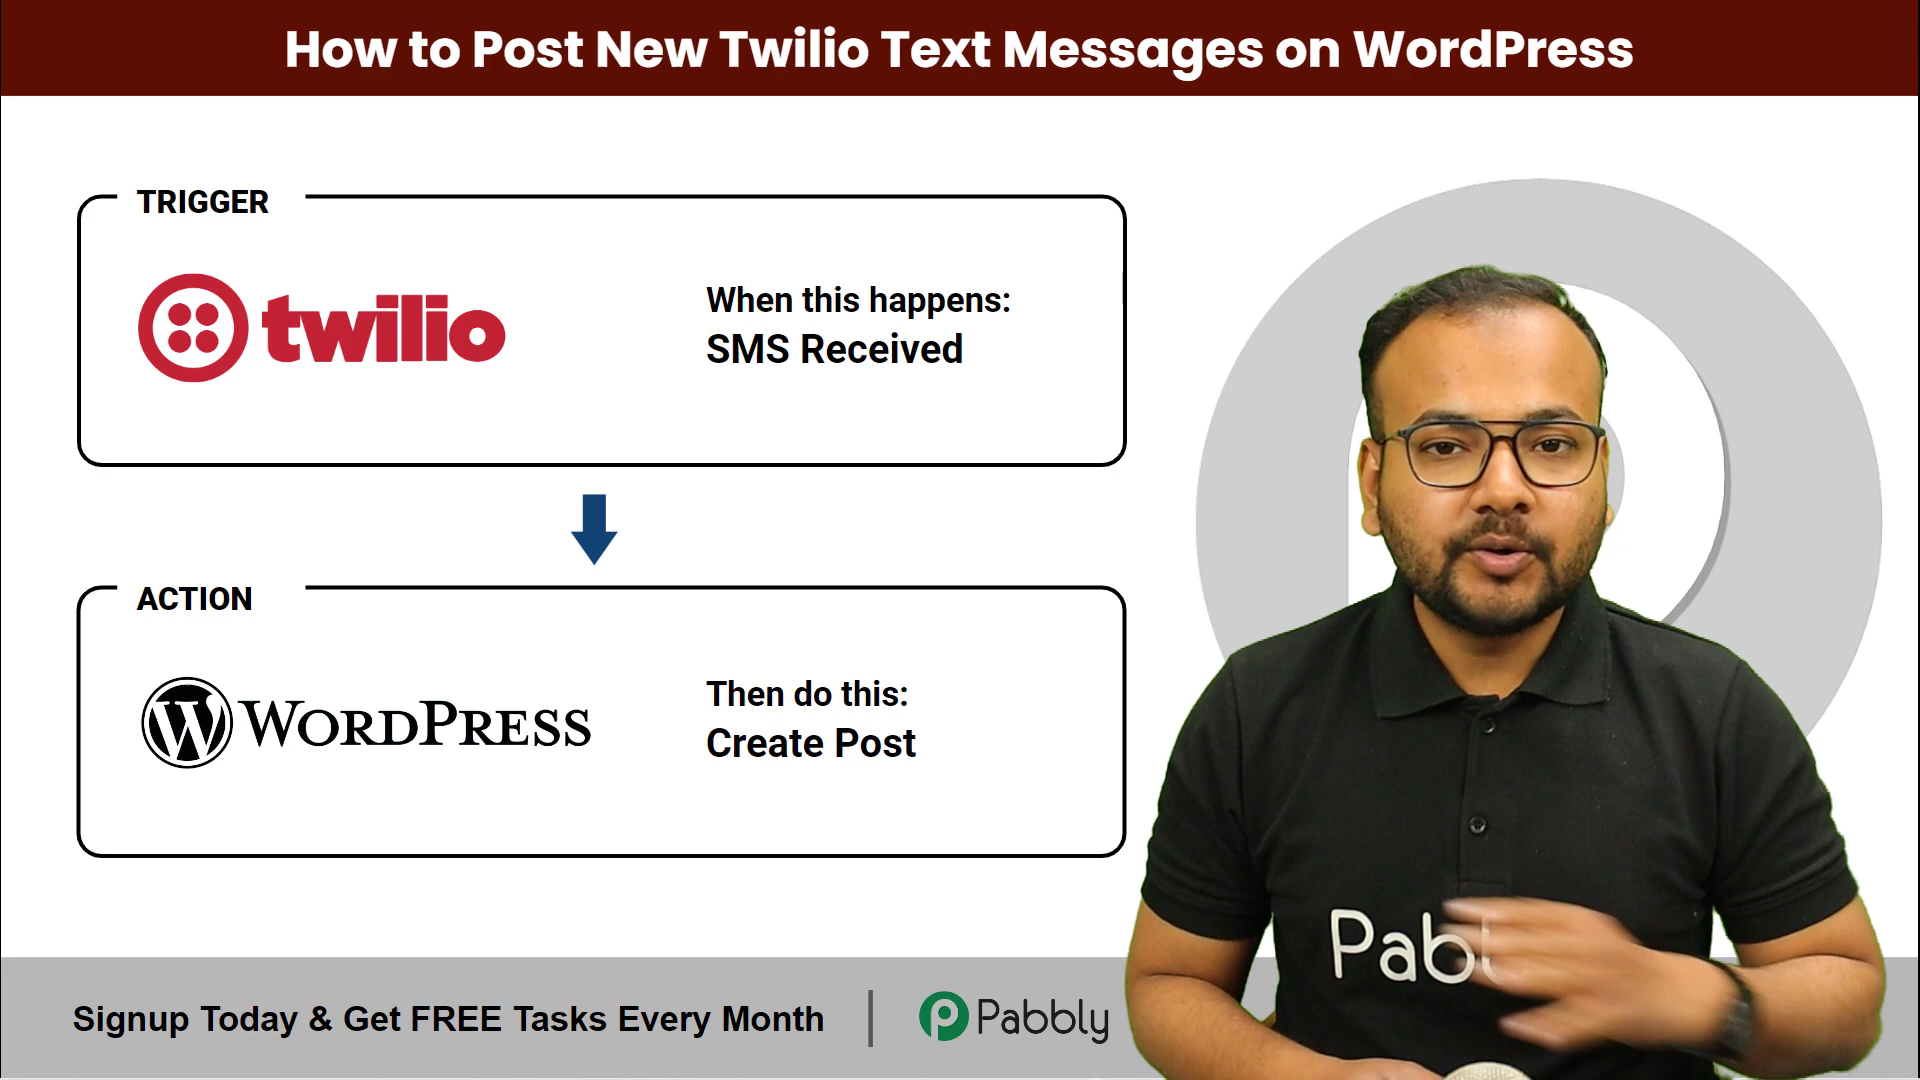 How to Post New Twilio Text Messages on WordPress
TRIGGER
twilio
When this happens:
SMS Received
ACTION
WORDPRESS
Then do this:
Create Post
Signup Today & Get FREE Tasks Every Month
Pabbly
Pab